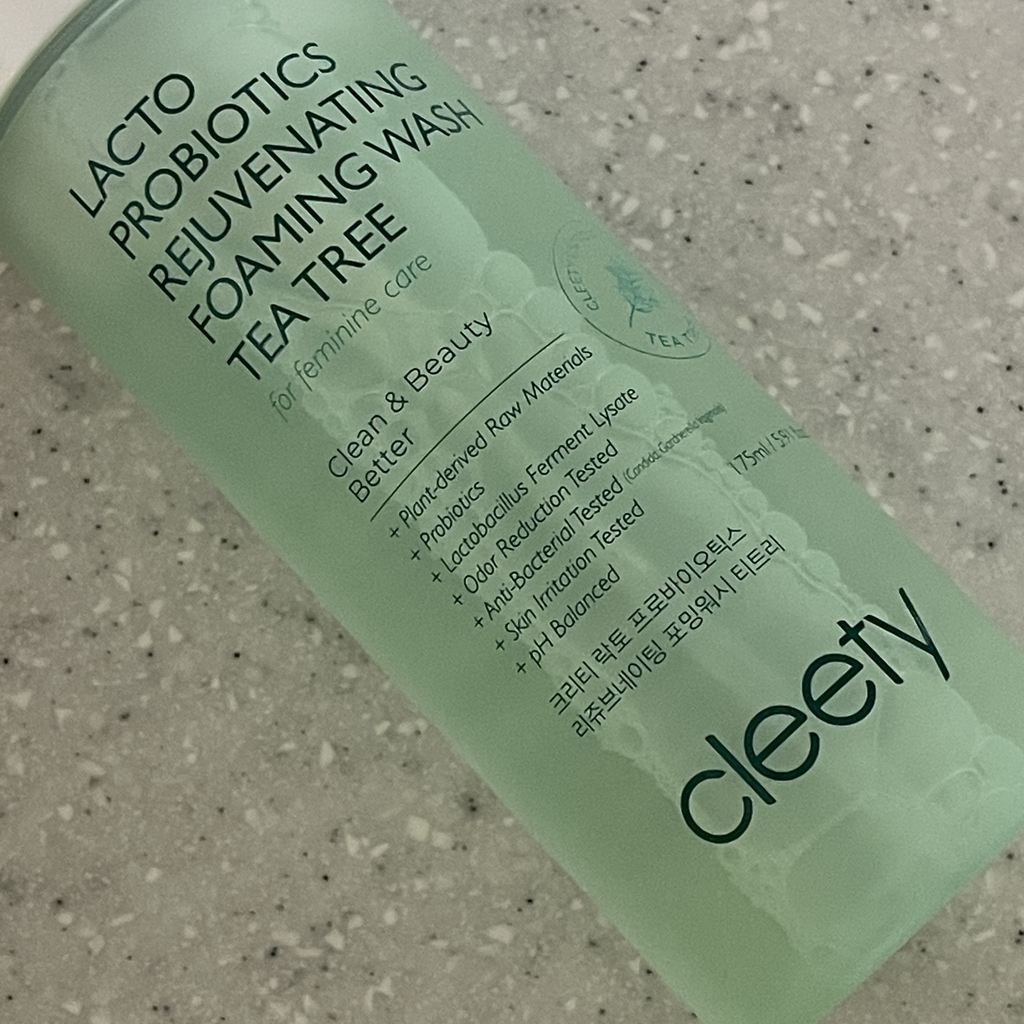 LACTO
PROBIOTICS
REJUVENATING
FOAMING WASH
TEA TREE
for feminine care
Clean & Beauty
Better
+ Plant-derived Raw Materials
+ Probiotics
+ Lactobacillus Ferment Lysate
+ Odor Reduction Tested
+ Anti-Bacterial Tested
+ Skin Irritation Tested
+ pH Balanced
TEA
175ml
크리티 락토 프로바이오틱스
리쥬브네이팅 포밍워시 티트리
cleety